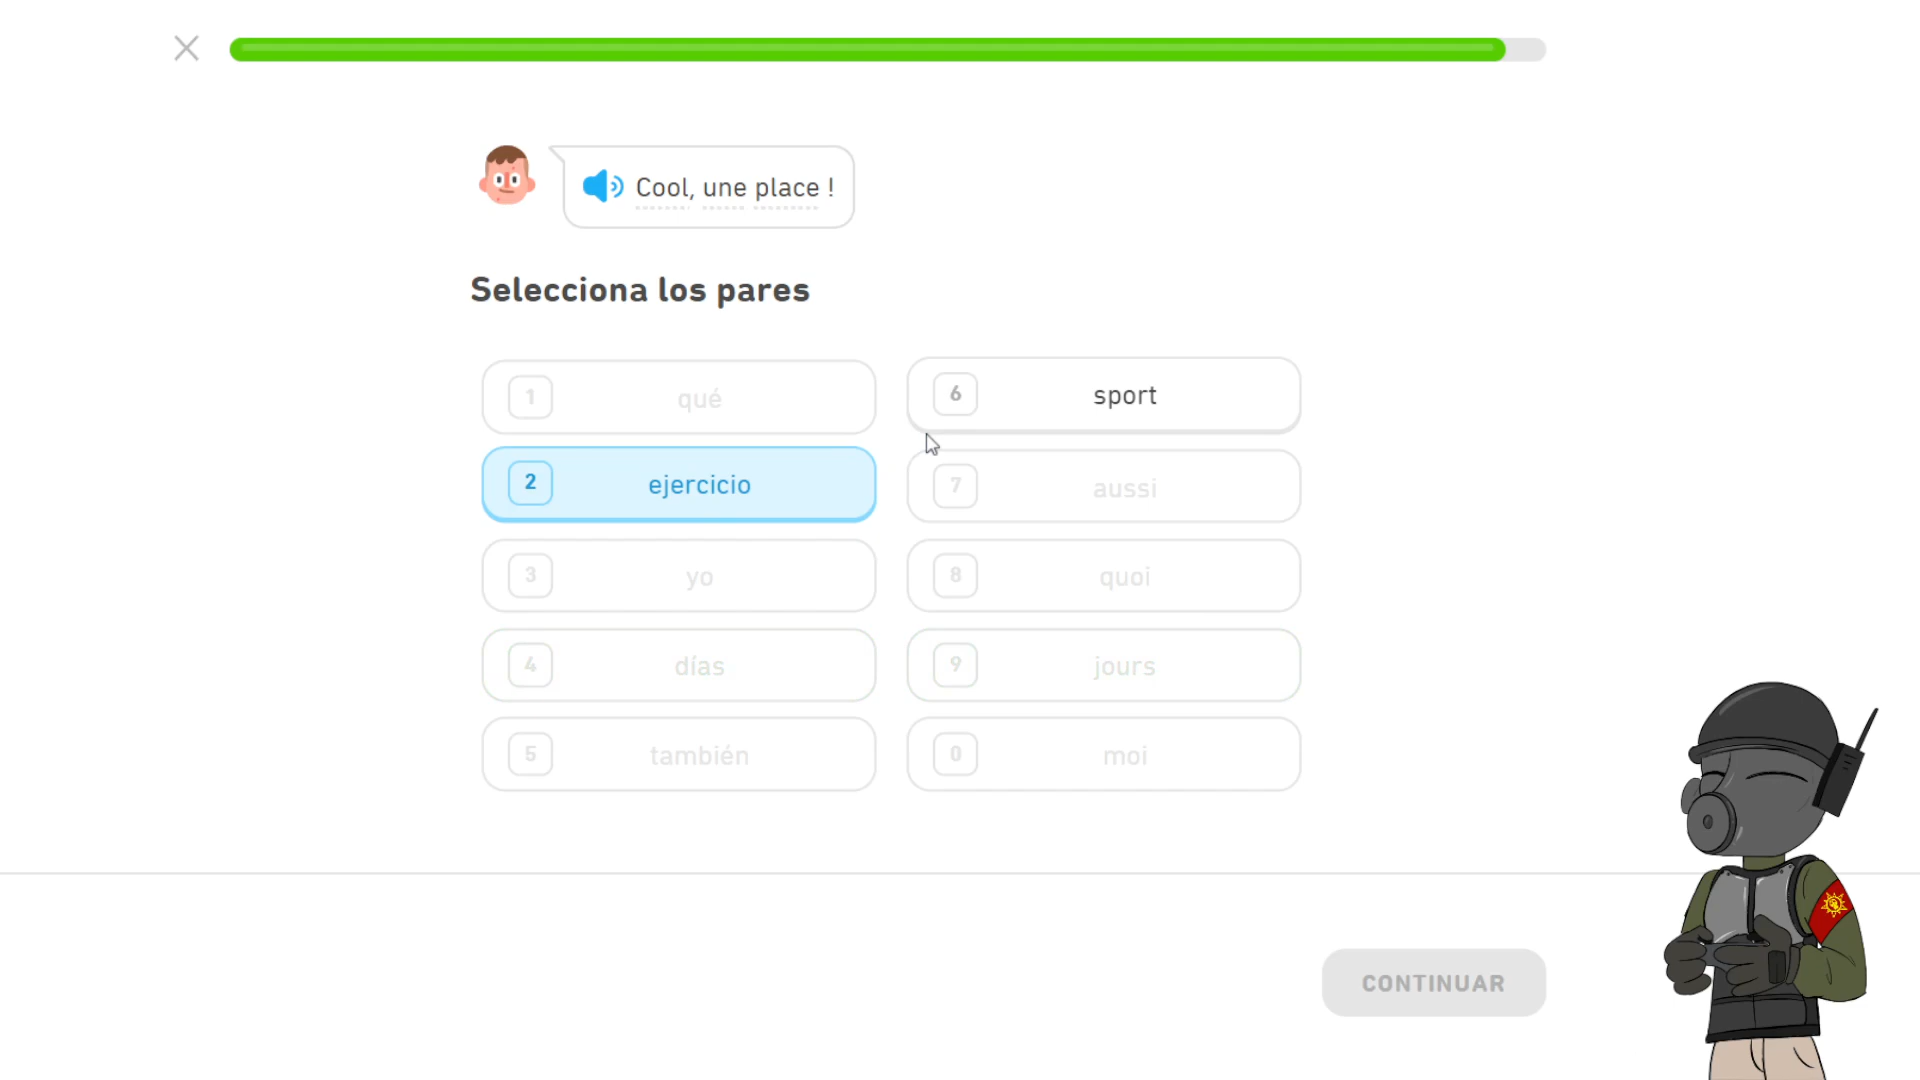 Cool, une place !
Selecciona los pares
1 qué
6 sport
2 ejercicio
7 aussi
3 yo
8 quoi
4 días
9 jours
5 también
0 moi
CONTINUAR